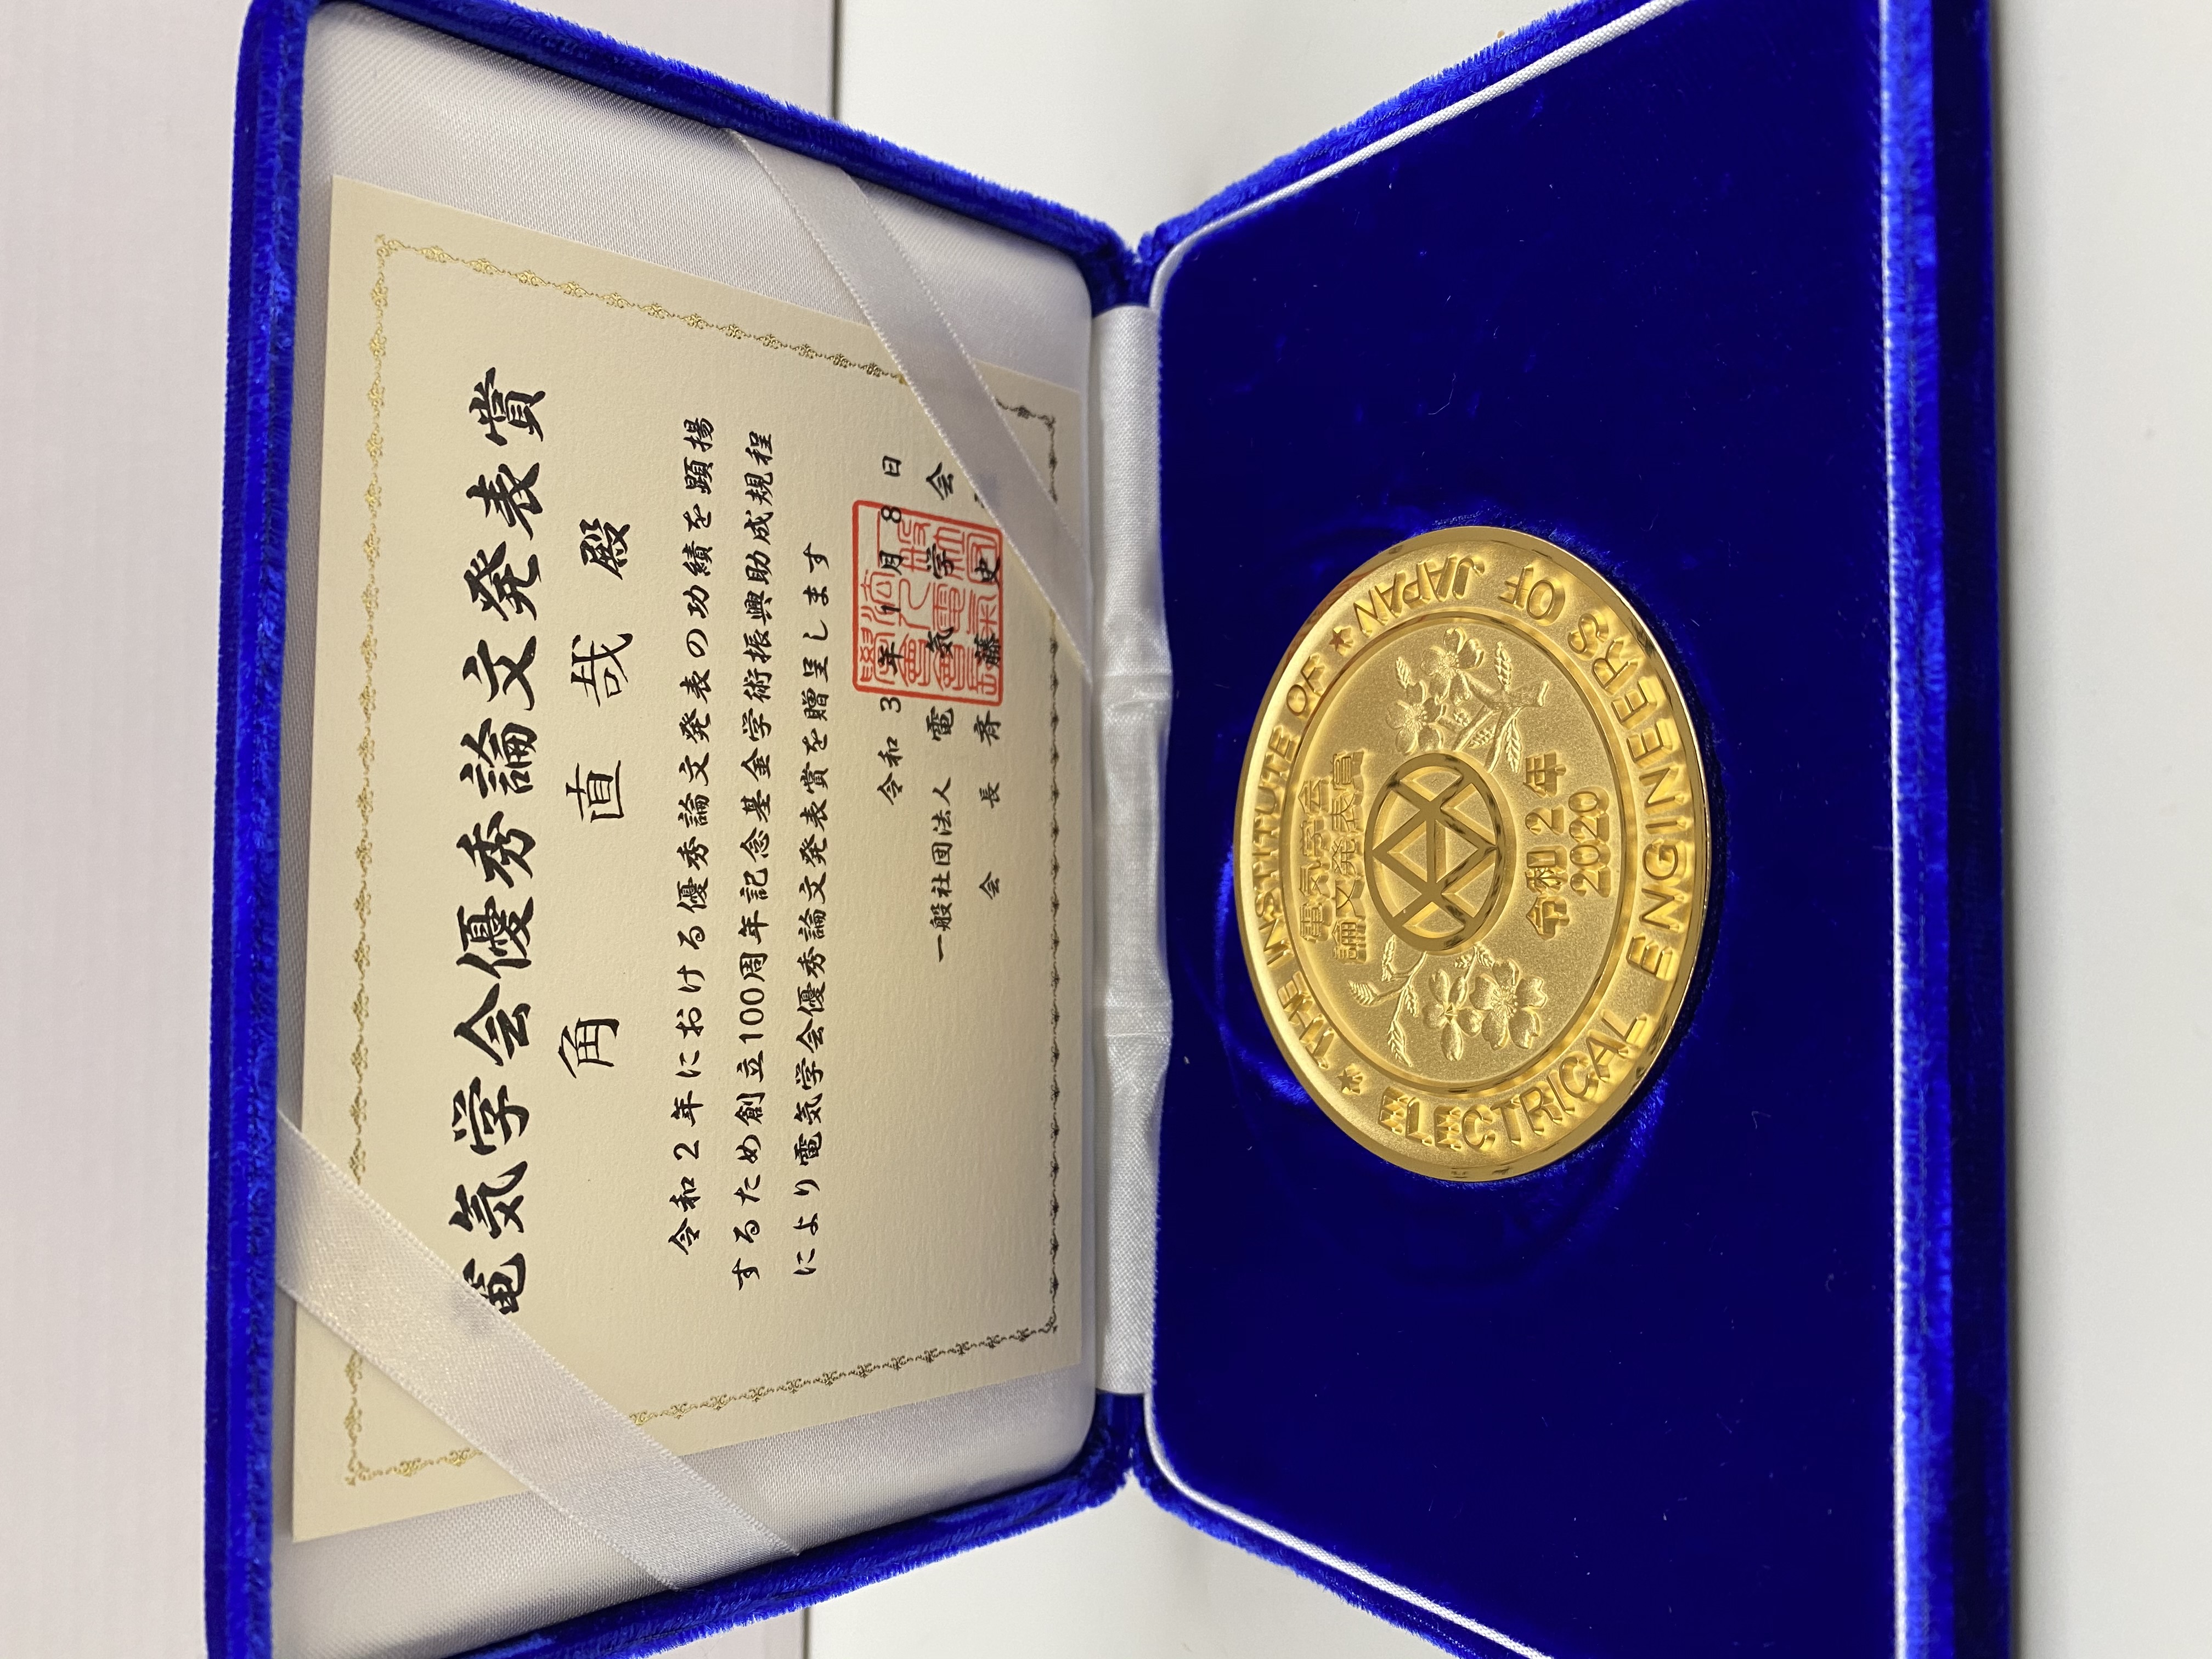 電気学会優秀論文発表賞
角 直哉 殿
令和2年における優秀論文発表の功績を顕揚
するため創立100周年記念基金学術振興助成規程
により電気学会優秀論文発表賞を贈呈します
令和3年1月8日
一般社団法人 電気学会
会長 斉藤 史
THE INSTITUTE OF
電気学会
論文発表賞
令和2年
2020
ELECTRICAL ENGINEERS OF JAPAN